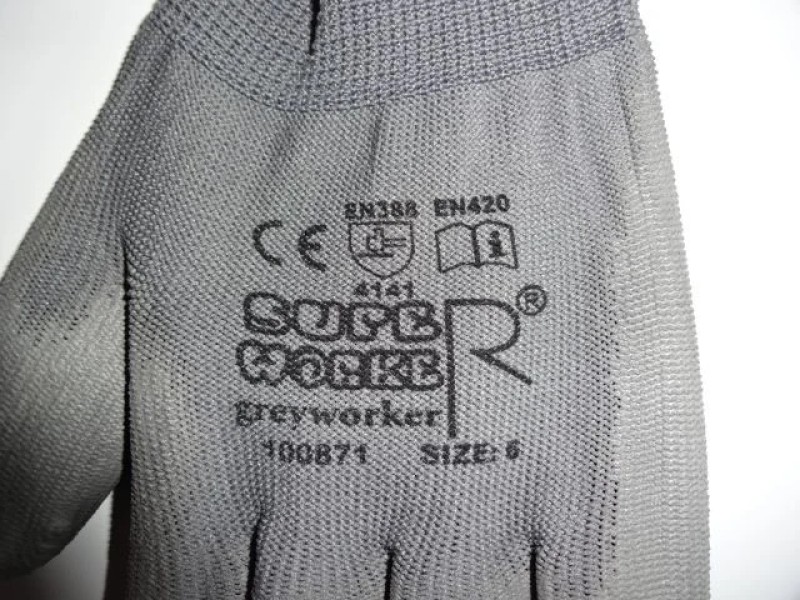 EN388 EN420
CE
4141
SUPER®
WORKER
greyworker
100871 SIZE: 6